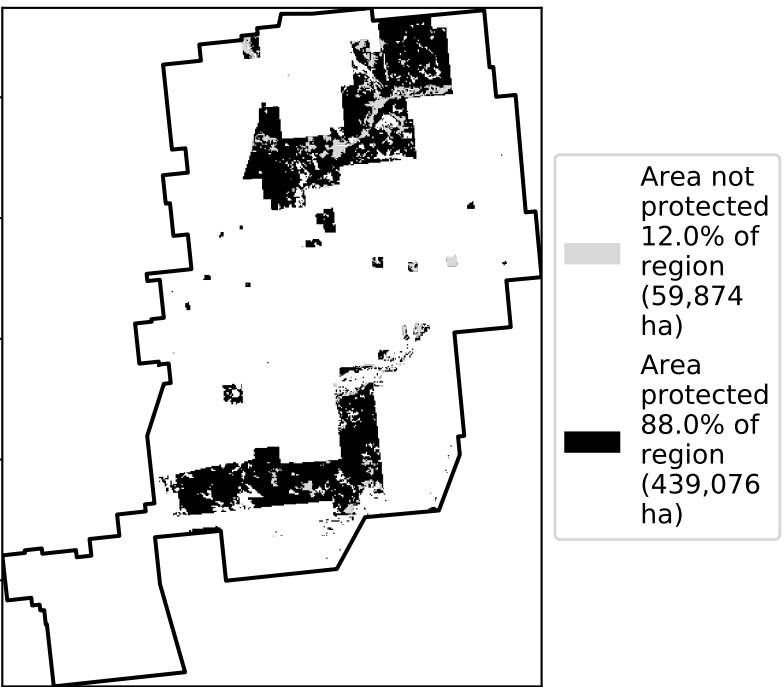 Area not
protected
12.0% of
region
(59,874
ha)
Area
protected
88.0% of
region
(439,076
ha)